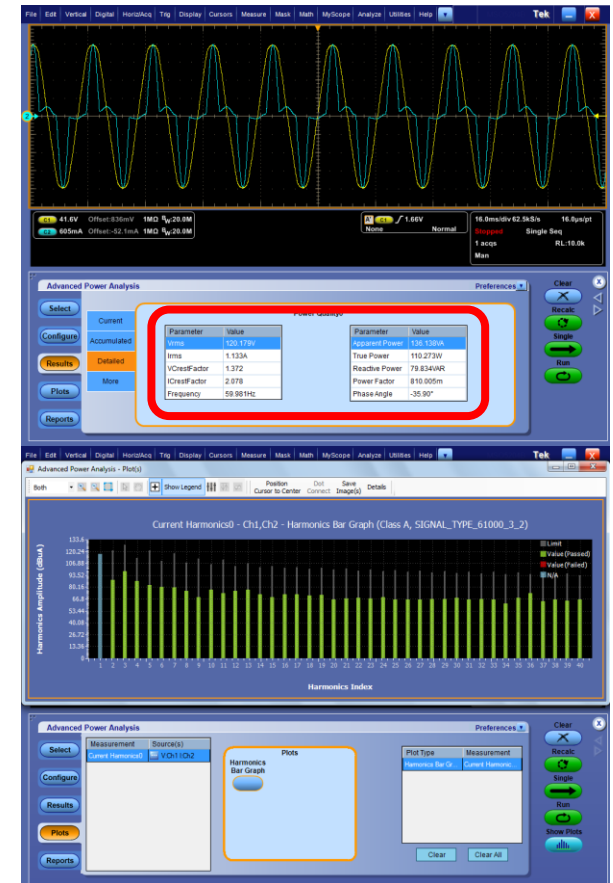 File Edit Vertical Digital Horiz/Acq Trig Display Cursors Measure Mask Math MyScope Analyze Utilities Help Tek X
C1 41.6V Offset:836mV 1MΩ BW:20.0M
C2 605mA Offset:-52.1mA 1MΩ BW:20.0M
A' C1 1.66V
None Normal
16.0ms/div 62.5kS/s 16.0µs/pt
Stopped Single Seq
1 acqs RL:10.0k
Man
Advanced Power Analysis Preferences Clear X
Select Recalc
Current Power Quality0
Configure Parameter Value Parameter Value Single
Accumulated Vrms 120.179V Apparent Power 136.138VA
Irms 1.133A True Power 110.273W
Results Detailed VCrestFactor 1.372 Reactive Power 79.834VAR Run
More ICrestFactor 2.078 Power Factor 810.005m
Plots Frequency 59.981Hz Phase Angle -35.90°
Reports
File Edit Vertical Digital Horiz/Acq Trig Display Cursors Measure Mask Math MyScope Analyze Utilities Help Tek X
Advanced Power Analysis - Plot(s)
Both Show Legend Position Cursor to Center Dot Connect Save Image(s) Details
Current Harmonics0 - Ch1,Ch2 - Harmonics Bar Graph (Class A, SIGNAL_TYPE_61000_3_2)
Limit
Value(Passed)
Value(Failed)
N/A
Harmonics Amplitude (dBuA)
133.6
120.24
106.88
93.52
80.16
66.8
53.44
40.08
26.72
13.36
0
1 2 3 4 5 6 7 8 9 10 11 12 13 14 15 16 17 18 19 20 21 22 23 24 25 26 27 28 29 30 31 32 33 34 35 36 37 38 39 40
Harmonics Index
Advanced Power Analysis Preferences Clear X
Select Measurement Source(s) Plots Plot Type Measurement Recalc
Current Harmonics0 V:Ch1 I:Ch2 Harmonics Bar Gr... Current Harmonic...
Harmonics
Bar Graph
Configure Single
Results Run
Plots Show Plots
Reports Clear Clear All